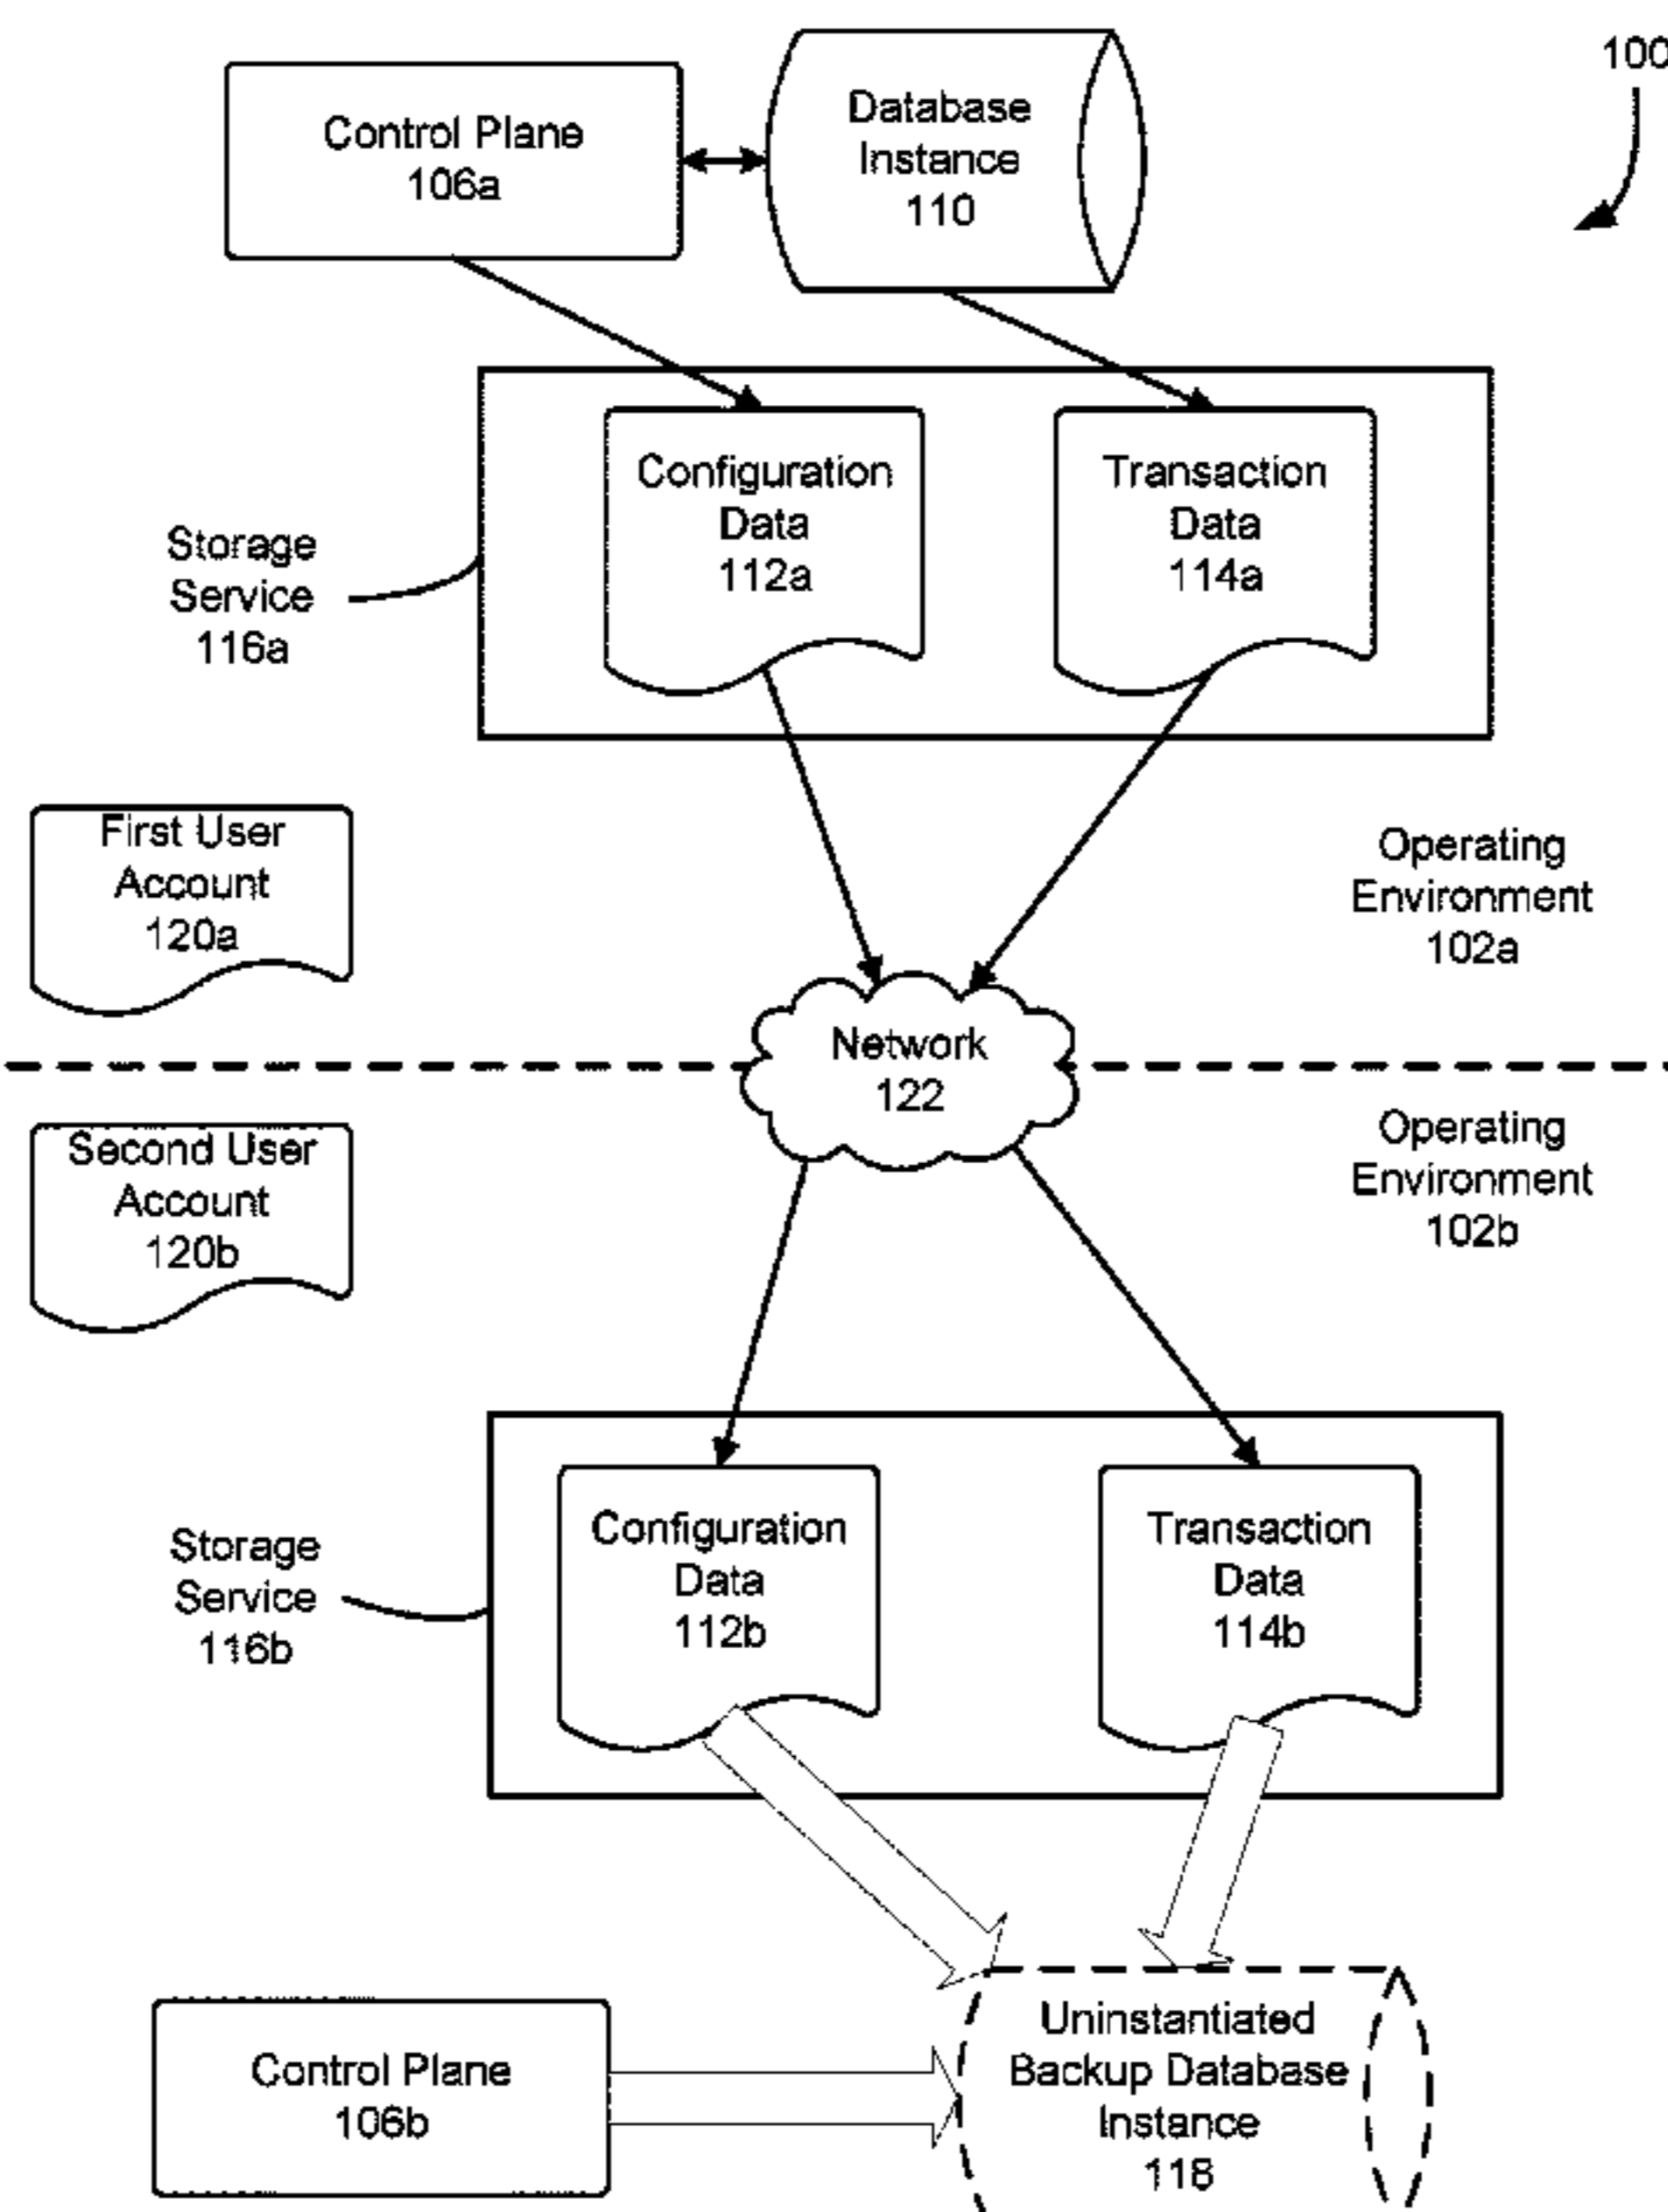 100
Control Plane
106a
Database
Instance
110
Configuration
Data
112a
Transaction
Data
114a
Storage
Service
116a
First User
Account
120a
Operating
Environment
102a
Network
122
Second User
Account
120b
Operating
Environment
102b
Storage
Service
116b
Configuration
Data
112b
Transaction
Data
114b
Control Plane
106b
Uninstantiated
Backup Database
Instance
118